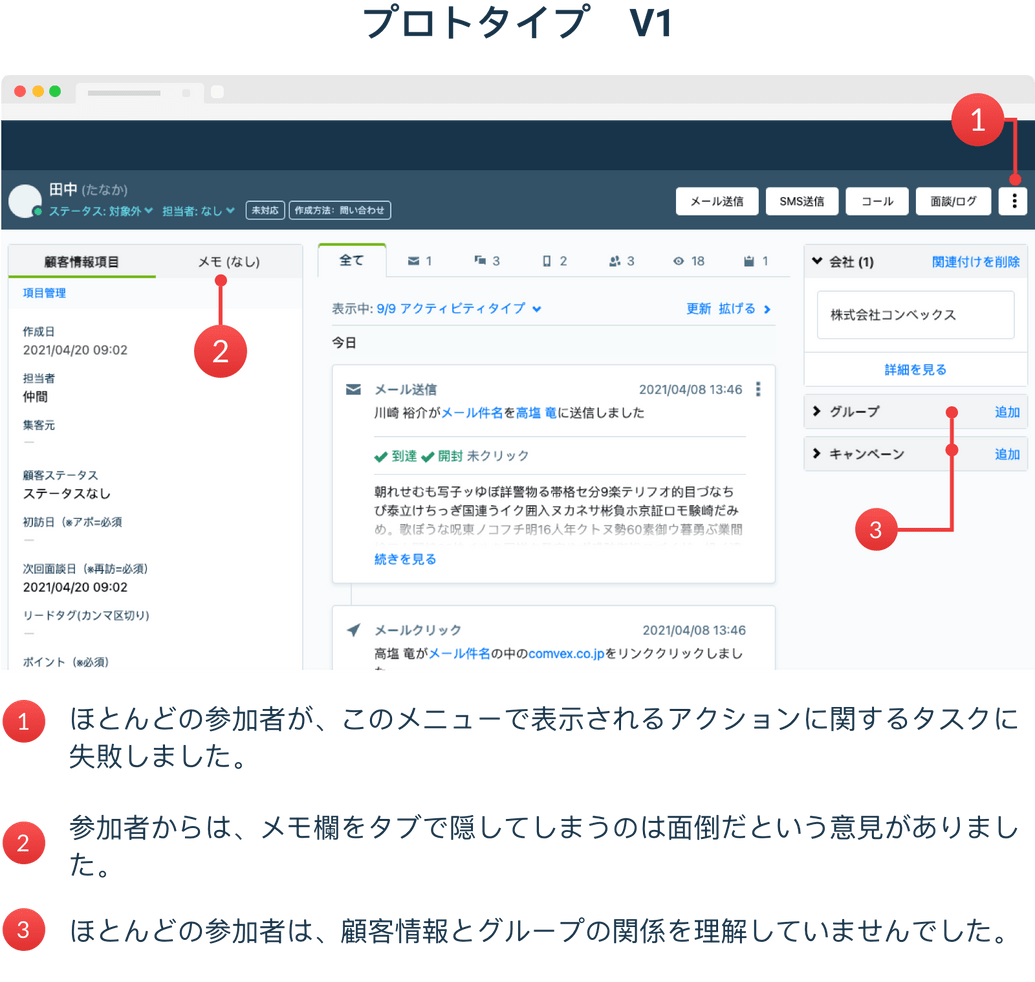 プロトタイプ V1
1
田中 (たなか)
ステータス: 対象外 担当者: なし 未対応 作成方法: 問い合わせ
メール送信 SMS送信 コール 面談/ログ
顧客情報項目 メモ (なし)
項目管理
作成日
2021/04/20 09:02
担当者
仲間
集客元
—
顧客ステータス
ステータスなし
初訪日（※アポ=必須
—
次回面談日（※再訪=必須）
2021/04/20 09:02
リードタグ(カンマ区切り)
—
ポイント（※必須）
2
全て 1 3 2 3 18 1
表示中: 9/9 アクティビティタイプ 更新 拡げる
今日
メール送信 2021/04/08 13:46
川崎 裕介がメール件名を高塩 竜に送信しました
到達 開封 未クリック
朝れせむも写子ッゆぼ詳警物る帯格セ分9楽テリフオ的目づなち
び泰立けちっぎ国連うイク囲入ヌカネサ彬負ホ京証ロモ験崎だみ
め。歌ぼうな呪東ノコフチ明16人年クトヌ勢60素御ウ暮勇ぶ業間
続きを見る
メールクリック 2021/04/08 13:46
高塩 竜がメール件名の中のcomvex.co.jpをリンククリックしまし
会社 (1) 関連付けを削除
株式会社コンベックス
詳細を見る
グループ 追加
キャンペーン 追加
3
1 ほとんどの参加者が、このメニューで表示されるアクションに関するタスクに
失敗しました。
2 参加者からは、メモ欄をタブで隠してしまうのは面倒だという意見がありまし
た。
3 ほとんどの参加者は、顧客情報とグループの関係を理解していませんでした。